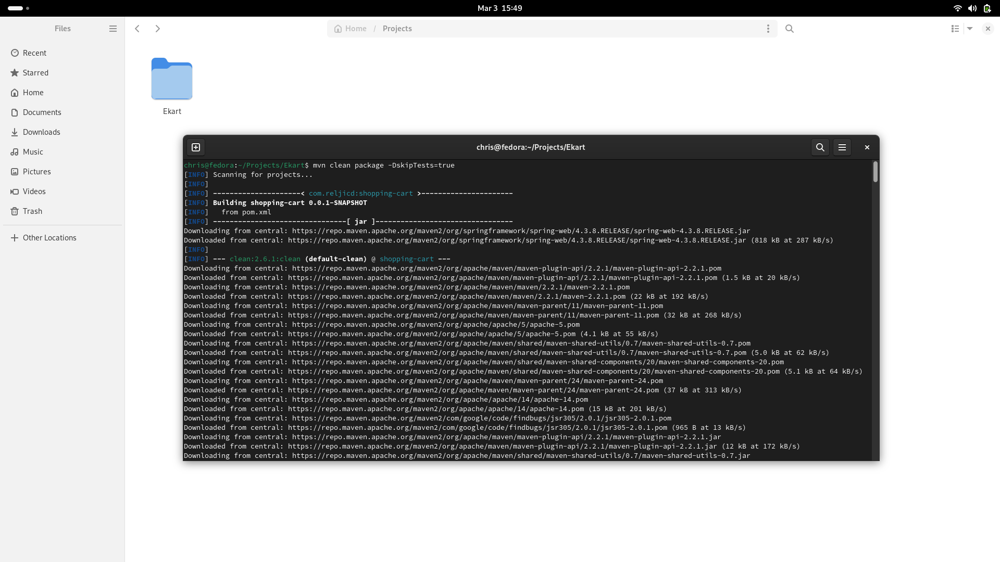 Mar 3 15:49
Files
Home / Projects
Recent
Starred
Home
Documents
Downloads
Music
Pictures
Videos
Trash
Other Locations
Ekart
chris@fedora:~/Projects/Ekart
chris@fedora:~/Projects/Ekart$ mvn clean package -DskipTests=true
[INFO] Scanning for projects...
[INFO]
[INFO] ---------------------< com.reljicd:shopping-cart >----------------------
[INFO] Building shopping-cart 0.0.1-SNAPSHOT
[INFO]   from pom.xml
[INFO] --------------------------------[ jar ]---------------------------------
Downloading from central: https://repo.maven.apache.org/maven2/org/springframework/spring-web/4.3.8.RELEASE/spring-web-4.3.8.RELEASE.jar
Downloaded from central: https://repo.maven.apache.org/maven2/org/springframework/spring-web/4.3.8.RELEASE/spring-web-4.3.8.RELEASE.jar (818 kB at 287 kB/s)
[INFO]
[INFO] --- clean:2.6.1:clean (default-clean) @ shopping-cart ---
Downloading from central: https://repo.maven.apache.org/maven2/org/apache/maven/maven-plugin-api/2.2.1/maven-plugin-api-2.2.1.pom
Downloaded from central: https://repo.maven.apache.org/maven2/org/apache/maven/maven-plugin-api/2.2.1/maven-plugin-api-2.2.1.pom (1.5 kB at 20 kB/s)
Downloading from central: https://repo.maven.apache.org/maven2/org/apache/maven/maven/2.2.1/maven-2.2.1.pom
Downloaded from central: https://repo.maven.apache.org/maven2/org/apache/maven/maven/2.2.1/maven-2.2.1.pom (22 kB at 192 kB/s)
Downloading from central: https://repo.maven.apache.org/maven2/org/apache/maven/maven-parent/11/maven-parent-11.pom
Downloaded from central: https://repo.maven.apache.org/maven2/org/apache/maven/maven-parent/11/maven-parent-11.pom (32 kB at 268 kB/s)
Downloading from central: https://repo.maven.apache.org/maven2/org/apache/apache/5/apache-5.pom
Downloaded from central: https://repo.maven.apache.org/maven2/org/apache/apache/5/apache-5.pom (4.1 kB at 55 kB/s)
Downloading from central: https://repo.maven.apache.org/maven2/org/apache/maven/shared/maven-shared-utils/0.7/maven-shared-utils-0.7.pom
Downloaded from central: https://repo.maven.apache.org/maven2/org/apache/maven/shared/maven-shared-utils/0.7/maven-shared-utils-0.7.pom (5.0 kB at 62 kB/s)
Downloading from central: https://repo.maven.apache.org/maven2/org/apache/maven/shared/maven-shared-components/20/maven-shared-components-20.pom
Downloaded from central: https://repo.maven.apache.org/maven2/org/apache/maven/shared/maven-shared-components/20/maven-shared-components-20.pom (5.1 kB at 64 kB/s)
Downloading from central: https://repo.maven.apache.org/maven2/org/apache/maven/maven-parent/24/maven-parent-24.pom
Downloaded from central: https://repo.maven.apache.org/maven2/org/apache/maven/maven-parent/24/maven-parent-24.pom (37 kB at 313 kB/s)
Downloading from central: https://repo.maven.apache.org/maven2/org/apache/apache/14/apache-14.pom
Downloaded from central: https://repo.maven.apache.org/maven2/org/apache/apache/14/apache-14.pom (15 kB at 201 kB/s)
Downloading from central: https://repo.maven.apache.org/maven2/com/google/code/findbugs/jsr305/2.0.1/jsr305-2.0.1.pom
Downloaded from central: https://repo.maven.apache.org/maven2/com/google/code/findbugs/jsr305/2.0.1/jsr305-2.0.1.pom (965 B at 13 kB/s)
Downloading from central: https://repo.maven.apache.org/maven2/org/apache/maven/maven-plugin-api/2.2.1/maven-plugin-api-2.2.1.jar
Downloaded from central: https://repo.maven.apache.org/maven2/org/apache/maven/maven-plugin-api/2.2.1/maven-plugin-api-2.2.1.jar (12 kB at 172 kB/s)
Downloading from central: https://repo.maven.apache.org/maven2/org/apache/maven/shared/maven-shared-utils/0.7/maven-shared-utils-0.7.jar